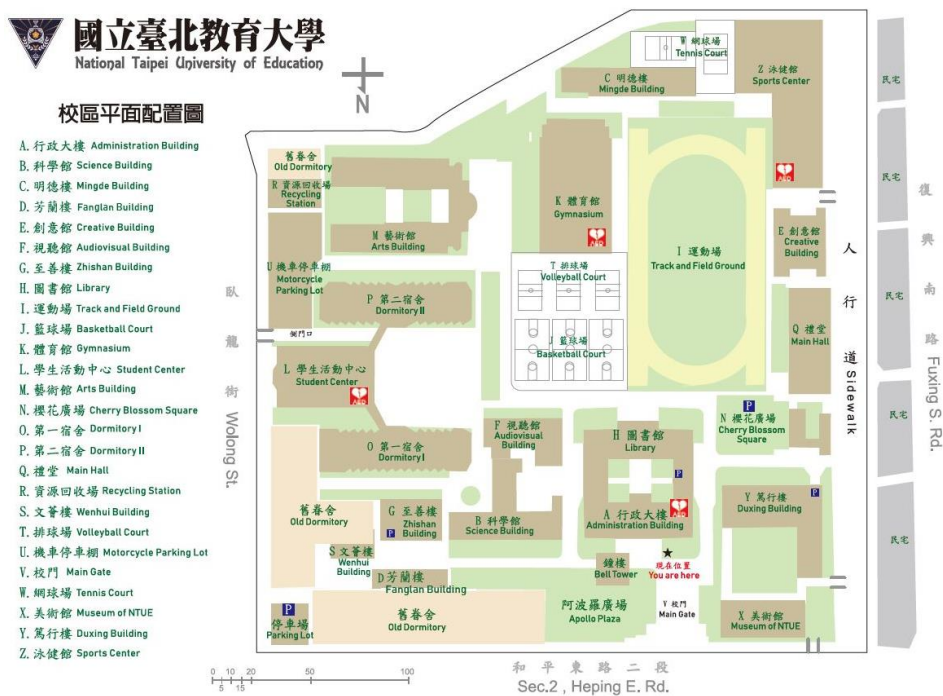 國立臺北教育大學
National Taipei University of Education
校區平面配置圖
A. 行政大樓 Administration Building
B. 科學館 Science Building
C. 明德樓 Mingde Building
D. 芳蘭樓 Fanglan Building
E. 創意館 Creative Building
F. 視聽館 Audiovisual Building
G. 至善樓 Zhishan Building
H. 圖書館 Library
I. 運動場 Track and Field Ground
J. 籃球場 Basketball Court
K. 體育館 Gymnasium
L. 學生活動中心 Student Center
M. 藝術館 Arts Building
N. 櫻花廣場 Cherry Blossom Square
O. 第一宿舍 Dormitory I
P. 第二宿舍 Dormitory II
Q. 禮堂 Main Hall
R. 資源回收場 Recycling Station
S. 文薈樓 Wenhui Building
T. 排球場 Volleyball Court
U. 機車停車棚 Motorcycle Parking Lot
V. 校門 Main Gate
W. 網球場 Tennis Court
X. 美術館 Museum of NTUE
Y. 篤行樓 Duxing Building
Z. 泳健館 Sports Center
N
W 網球場
Tennis Court
C 明德樓
Mingde Building
Z 泳健館
Sports Center
AED
舊眷舍
Old Dormitory
R 資源回收場
Recycling
Station
M 藝術館
Arts Building
U 機車停車棚
Motorcycle
Parking Lot
K 體育館
Gymnasium
AED
T 排球場
Volleyball Court
I 運動場
Track and Field Ground
E 創意館
Creative
Building
P 第二宿舍
Dormitory II
側門口
J 籃球場
Basketball Court
Q 禮堂
Main Hall
L 學生活動中心
Student Center
AED
P
N 櫻花廣場
Cherry Blossom
Square
F 視聽館
Audiovisual
Building
H 圖書館
Library
P
O 第一宿舍
Dormitory I
舊眷舍
Old Dormitory
G 至善樓
Zhishan
Building
P
B 科學館
Science Building
A 行政大樓
Administration Building
AED
Y 篤行樓
Duxing Building
P
S 文薈樓
Wenhui
Building
D 芳蘭樓
Fanglan Building
鐘樓
Bell Tower
★
現在位置
You are here
P
停車場
Parking Lot
舊眷舍
Old Dormitory
阿波羅廣場
Apollo Plaza
V 校門
Main Gate
X 美術館
Museum of NTUE
臥龍街 Wolong St.
人行道 Sidewalk
復興南路 Fuxing S. Rd.
民宅
民宅
民宅
民宅
民宅
0 10 20 50 100
5 15
和平東路二段
Sec.2 , Heping E. Rd.